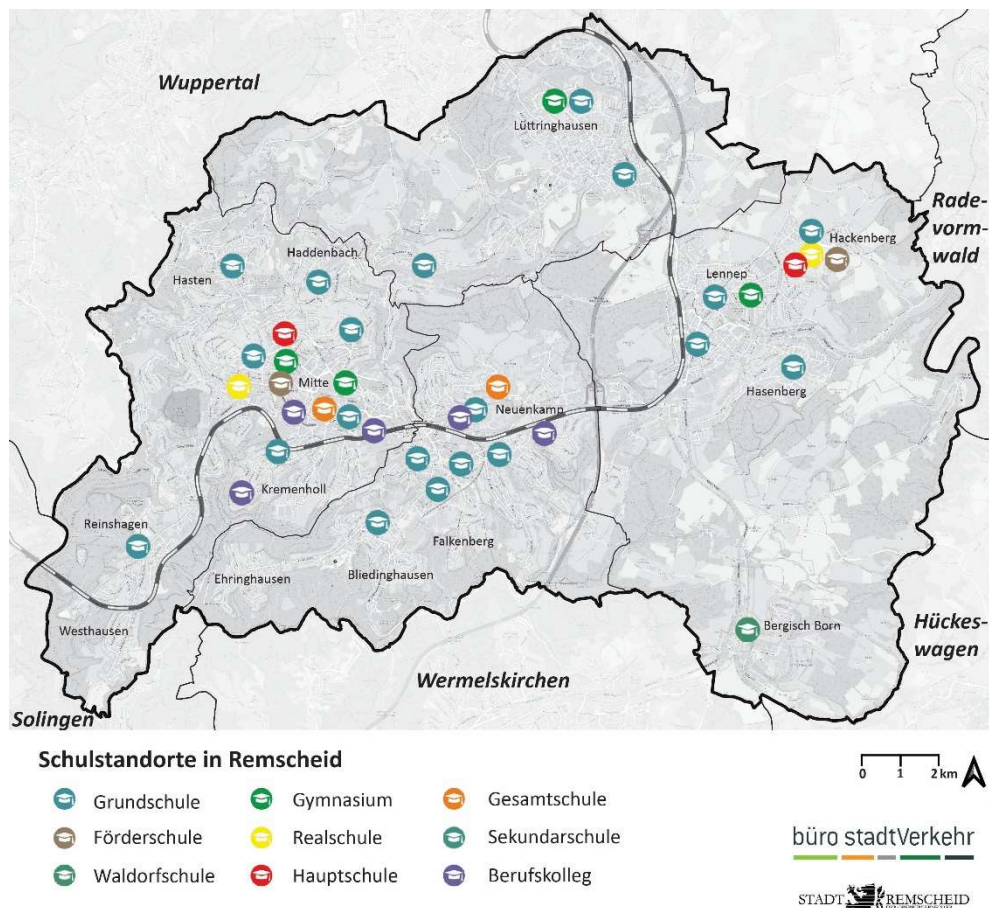 Wuppertal
Lüttringhausen
Rade-
vorm-
wald
Hackenberg
Haddenbach
Hasten
Lennep
Hasenberg
Mitte
Neuenkamp
Kremenholl
Reinshagen
Falkenberg
Ehringhausen
Bliedinghausen
Westhausen
Bergisch Born
Hückes-
wagen
Wermelskirchen
Solingen
Schulstandorte in Remscheid
0 1 2 km
Grundschule Gymnasium Gesamtschule
Förderschule Realschule Sekundarschule
Waldorfschule Hauptschule Berufskolleg
büro stadtVerkehr
STADT REMSCHEID